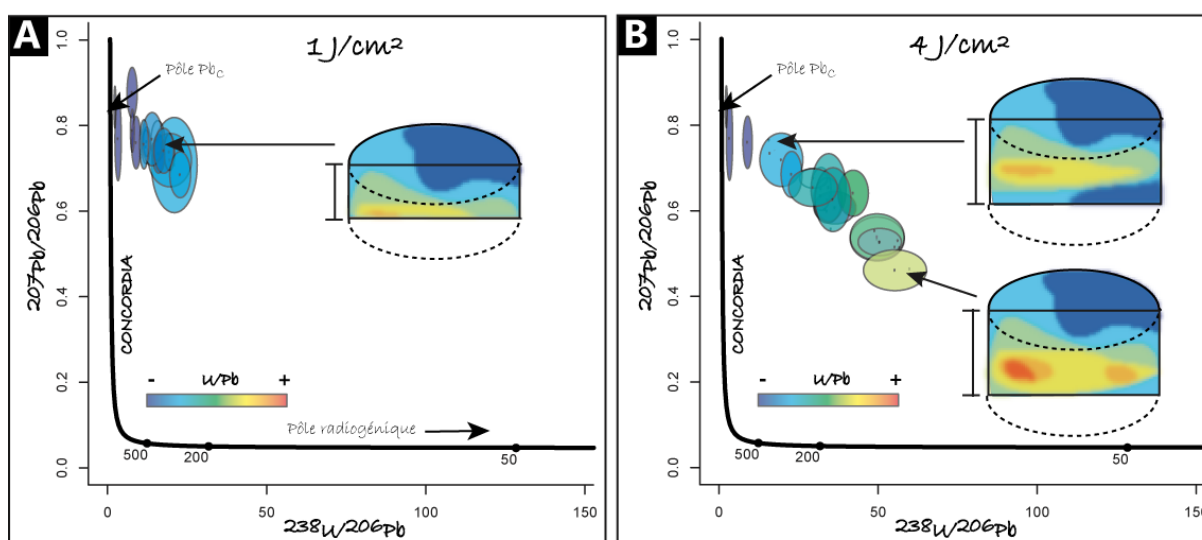 A
1 J/cm²
Pôle Pbc
1.0
0.8
0.6
0.4
0.2
0.0
207Pb/206Pb
CONCORDIA
- U/Pb +
Pôle radiogénique
500
200
50
0
50
100
150
238U/206Pb
B
4 J/cm²
Pôle Pbc
1.0
0.8
0.6
0.4
0.2
0.0
207Pb/206Pb
CONCORDIA
- U/Pb +
500
200
50
0
50
100
150
238U/206Pb